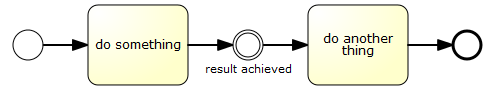 do something
result achieved
do another
thing